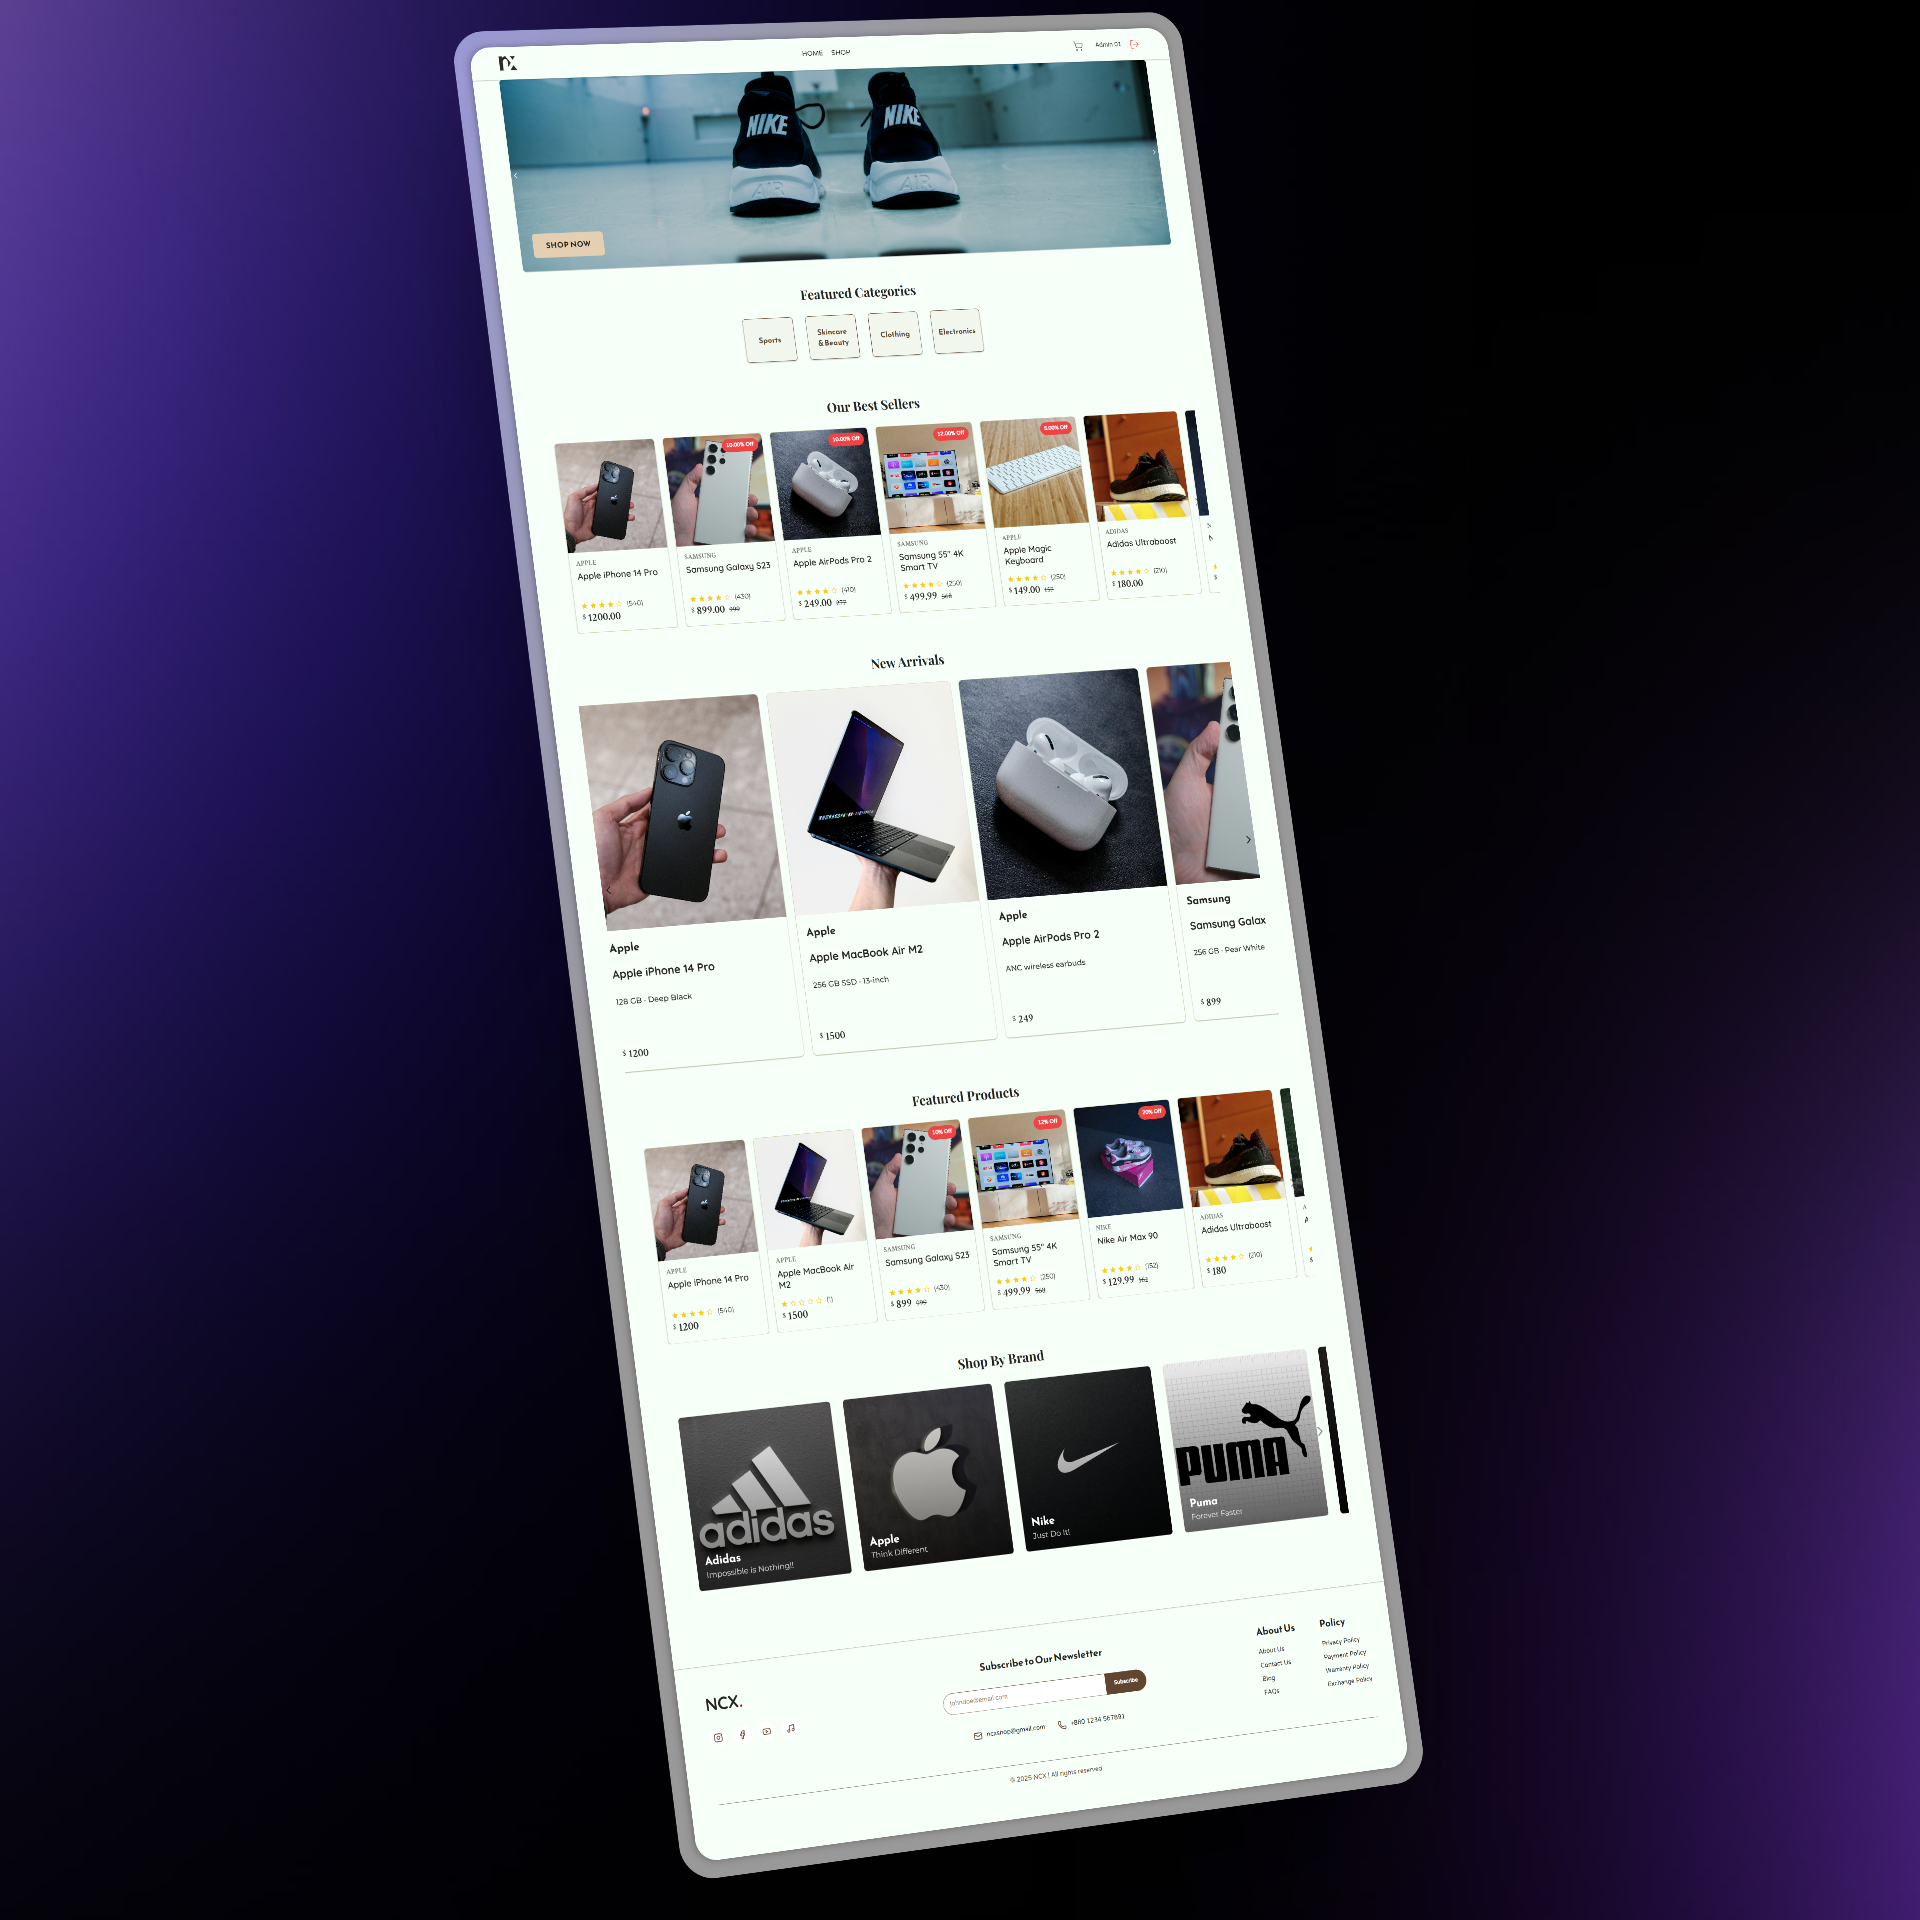 nx
HOME SHOP
Admin 01
NIKE NIKE
AIR AIR
SHOP NOW
Featured Categories
Sports
Skincare
& Beauty
Clothing
Electronics
Our Best Sellers
APPLE
Apple iPhone 14 Pro
(540)
$ 1200.00
10.00% Off
SAMSUNG
Samsung Galaxy S23
(430)
$ 899.00 999
10.00% Off
APPLE
Apple AirPods Pro 2
(410)
$ 249.00
12.00% Off
SAMSUNG
Samsung 55" 4K
Smart TV
(250)
$ 499.99 568
5.00% Off
APPLE
Apple Magic
Keyboard
(250)
$ 149.00
ADIDAS
Adidas Ultraboost
(210)
$ 180.00
New Arrivals
Apple
Apple iPhone 14 Pro
128 GB · Deep Black
$ 1200
Apple
Apple MacBook Air M2
256 GB SSD · 13-inch
$ 1500
Apple
Apple AirPods Pro 2
ANC wireless earbuds
$ 249
Samsung
Samsung Galax
256 GB · Pear White
$ 899
Featured Products
APPLE
Apple iPhone 14 Pro
(540)
$ 1200
APPLE
Apple MacBook Air
M2
(1)
$ 1500
10% Off
SAMSUNG
Samsung Galaxy S23
(430)
$ 899 999
12% Off
SAMSUNG
Samsung 55" 4K
Smart TV
(250)
$ 499.99 568
20% Off
NIKE
Nike Air Max 90
(152)
$ 129.99 162
ADIDAS
Adidas Ultraboost
(210)
$ 180
Shop By Brand
adidas
Adidas
Impossible is Nothing!!
Apple
Think Different
Nike
Just Do It!
PUMA
Puma
Forever Faster
NCX.
Subscribe to Our Newsletter
johndoe@email.com
Subscribe
ncxshop@gmail.com
+880 1234 567891
About Us
About Us
Contact Us
Blog
FAQs
Policy
Privacy Policy
Payment Policy
Warranty Policy
Exchange Policy
© 2025 NCX | All rights reserved